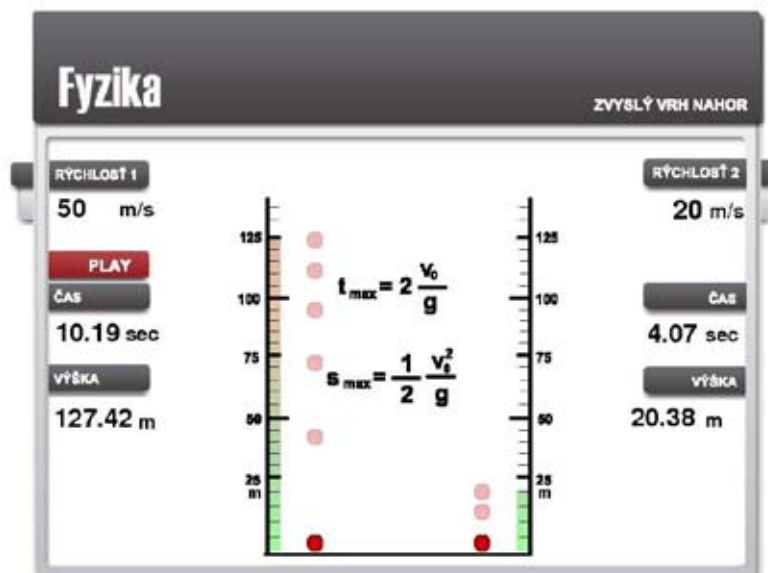 Fyzika
ZVYSLÝ VRH NAHOR
RÝCHLOSŤ 1
50 m/s
PLAY
ČAS
10.19 sec
VÝŠKA
127.42 m
125
100
75
50
25
m
t max = 2 v₀/g
s max = 1/2 v₀²/g
125
100
75
50
25
m
RÝCHLOSŤ 2
20 m/s
ČAS
4.07 sec
VÝŠKA
20.38 m